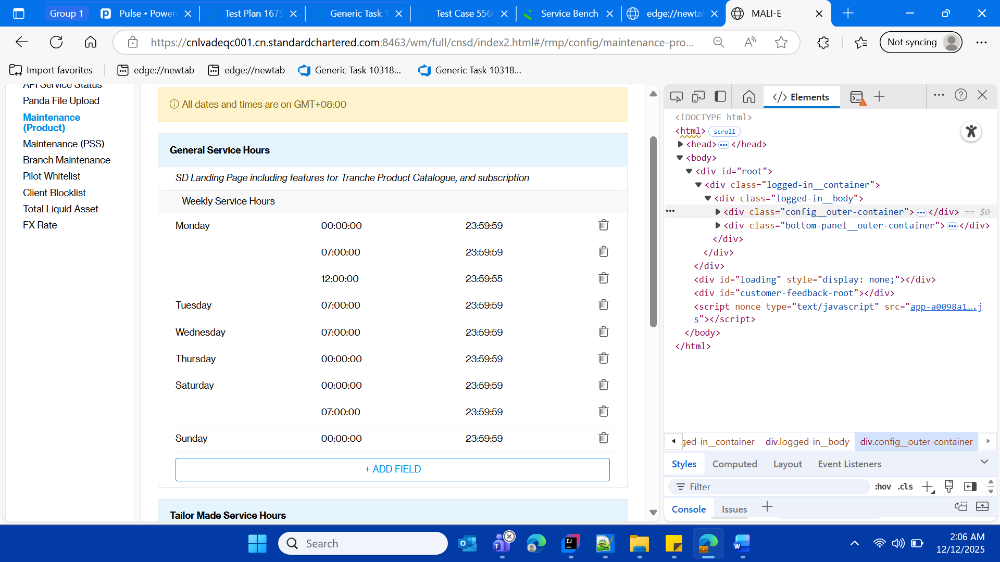 Group 1
Pulse • Power
Test Plan 1675
Generic Task 1
Test Case 556
Service Bench
edge://newtab
MALI-E
https://cnlvadeqc001.cn.standardchartered.com:8463/wm/full/cnsd/index2.html#/rmp/config/maintenance-pro...
Not syncing
Import favorites
edge://newtab
edge://newtab
Generic Task 10318...
Generic Task 10318...
API Service Status
Panda File Upload
Maintenance
(Product)
Maintenance (PSS)
Branch Maintenance
Pilot Whitelist
Client Blocklist
Total Liquid Asset
FX Rate
All dates and times are on GMT+08:00
General Service Hours
SD Landing Page including features for Tranche Product Catalogue, and subscription
Weekly Service Hours
Monday 00:00:00 23:59:59
07:00:00 23:59:59
12:00:00 23:59:55
Tuesday 07:00:00 23:59:59
Wednesday 07:00:00 23:59:59
Thursday 00:00:00 23:59:59
Saturday 00:00:00 23:59:59
07:00:00 23:59:59
Sunday 00:00:00 23:59:59
+ ADD FIELD
Tailor Made Service Hours
Elements
<!DOCTYPE html>
<html> scroll
<head>…</head>
<body>
<div id="root">
<div class="logged-in__container">
<div class="logged-in__body">
<div class="config__outer-container">…</div> == $0
<div class="bottom-panel__outer-container">…</div>
</div>
</div>
</div>
<div id="loading" style="display: none;"></div>
<div id="customer-feedback-root"></div>
<script nonce type="text/javascript" src="app-a0098a1….j
s"></script>
</body>
</html>
ged-in__container div.logged-in__body div.config__outer-container
Styles Computed Layout Event Listeners
Filter :hov .cls
Console Issues
Search
2:06 AM
12/12/2025